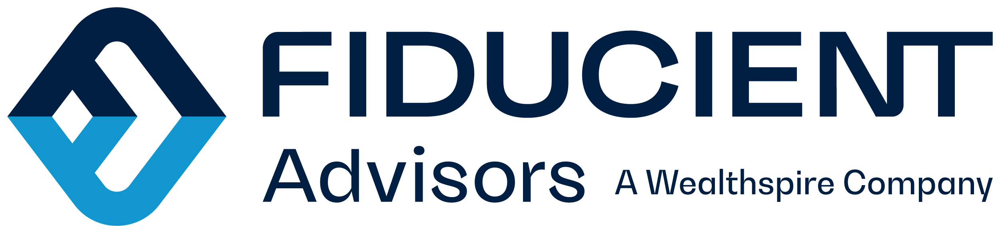 FIDUCIENT
Advisors A Wealthspire Company